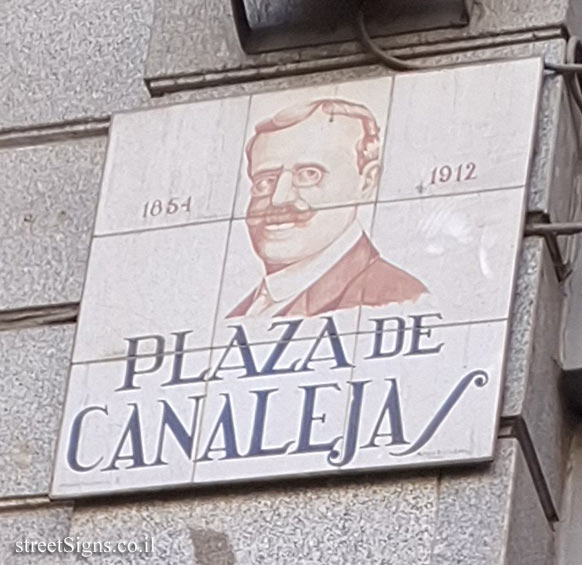 1854
1912
PLAZA DE
CANALEJAS
streetSigns.co.il